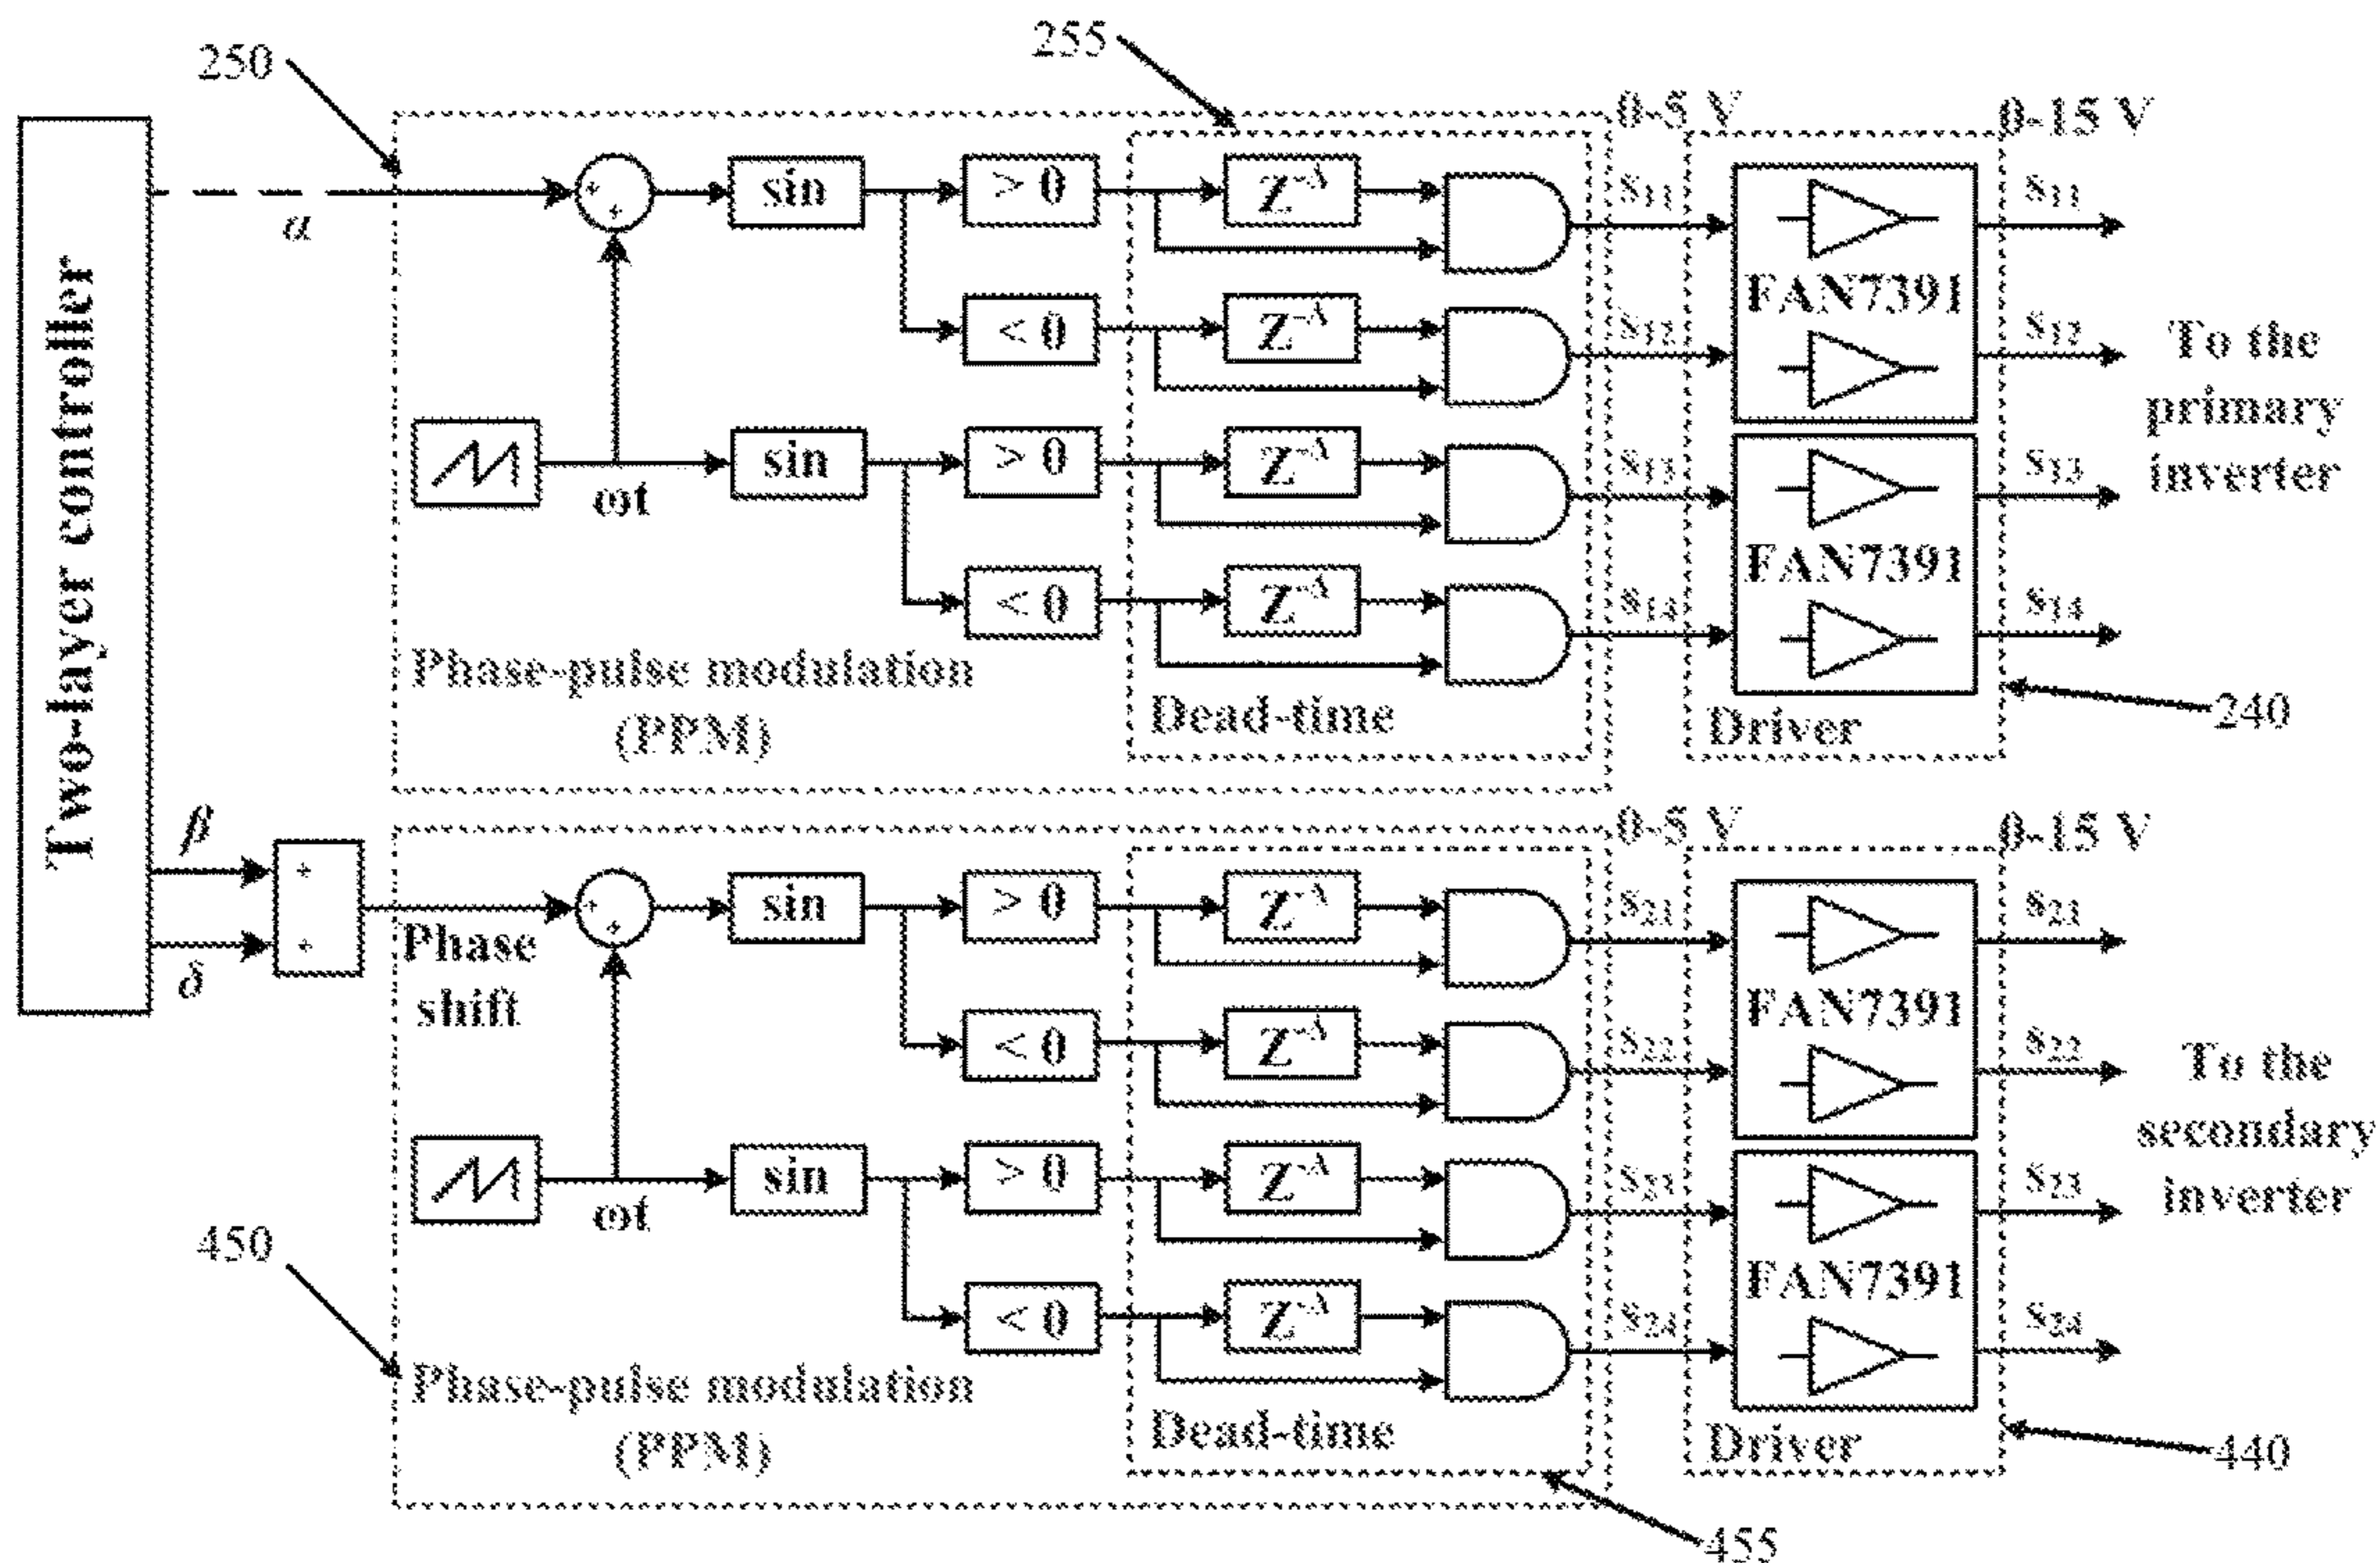 250
255
0-5 V
0-15 V
Two-layer controller
α
+
+
sin
> 0
Z^-Δ
S11
S11
FAN7391
< 0
Z^-Δ
S12
S12
To the
primary
inverter
ωt
sin
> 0
Z^-Δ
S13
S13
FAN7391
< 0
Z^-Δ
S14
S14
Phase-pulse modulation
(PPM)
Dead-time
Driver
240
β
δ
+
+
Phase
shift
0-5 V
0-15 V
+
+
sin
> 0
Z^-Δ
S21
S21
FAN7391
< 0
Z^-Δ
S22
S22
To the
secondary
inverter
ωt
sin
> 0
Z^-Δ
S23
FAN7391
< 0
Z^-Δ
S24
S24
450
Phase-pulse modulation
(PPM)
Dead-time
Driver
440
455